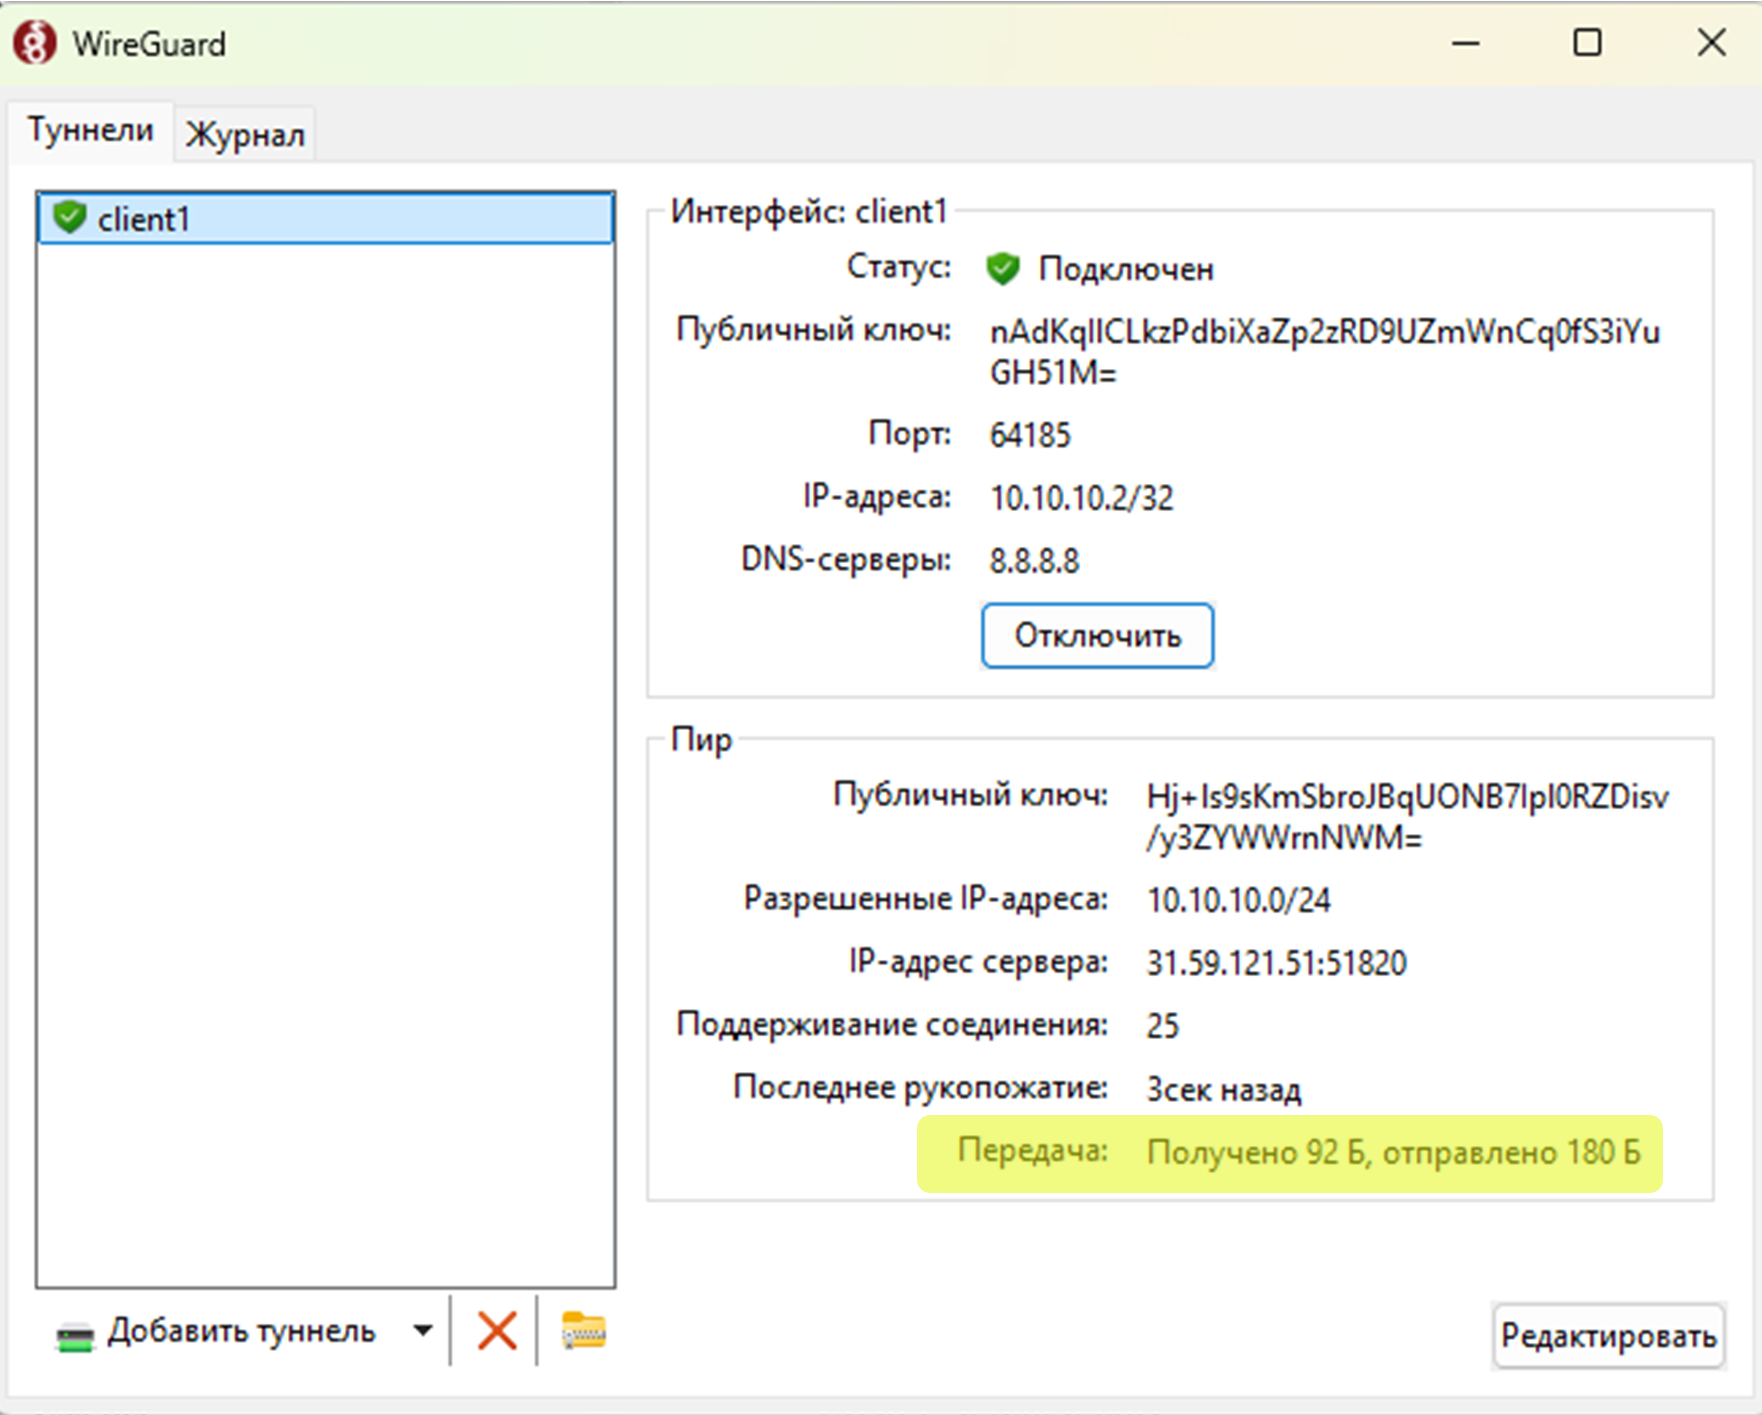 WireGuard
Туннели
Журнал
client1
Интерфейс: client1
Статус: Подключен
Публичный ключ: nAdKqlICLkzPdbiXaZp2zRD9UZmWnCq0fS3iYu
GH51M=
Порт: 64185
IP-адреса: 10.10.10.2/32
DNS-серверы: 8.8.8.8
Отключить
Пир
Публичный ключ: Hj+Is9sKmSbroJBqUONB7IpI0RZDisv
/y3ZYWWrnNWM=
Разрешенные IP-адреса: 10.10.10.0/24
IP-адрес сервера: 31.59.121.51:51820
Поддерживание соединения: 25
Последнее рукопожатие: 3сек назад
Передача: Получено 92 Б, отправлено 180 Б
Добавить туннель
Редактировать